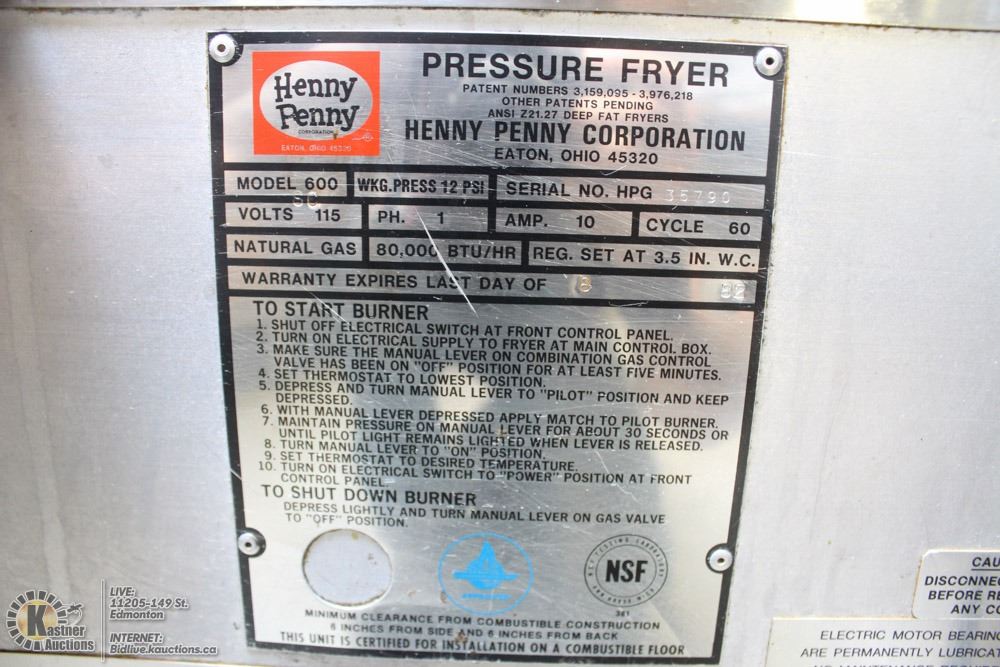 Henny
Penny
CORPORATION
EATON, OHIO 45320
PRESSURE FRYER
PATENT NUMBERS 3,159,095 - 3,976,218
OTHER PATENTS PENDING
ANSI Z21.27 DEEP FAT FRYERS
HENNY PENNY CORPORATION
EATON, OHIO 45320
MODEL 600 WKG.PRESS 12 PSI SERIAL NO. HPG 35790
SC
VOLTS 115 PH. 1 AMP. 10 CYCLE 60
NATURAL GAS 80,000 BTU/HR REG. SET AT 3.5 IN. W.C.
WARRANTY EXPIRES LAST DAY OF 8 82
TO START BURNER
1. SHUT OFF ELECTRICAL SWITCH AT FRONT CONTROL PANEL.
2. TURN ON ELECTRICAL SUPPLY TO FRYER AT MAIN CONTROL BOX.
3. MAKE SURE THE MANUAL LEVER ON COMBINATION GAS CONTROL
VALVE HAS BEEN ON "OFF" POSITION FOR AT LEAST FIVE MINUTES.
4. SET THERMOSTAT TO LOWEST POSITION.
5. DEPRESS AND TURN MANUAL LEVER TO "PILOT" POSITION AND KEEP
DEPRESSED.
6. WITH MANUAL LEVER DEPRESSED APPLY MATCH TO PILOT BURNER.
7. MAINTAIN PRESSURE ON MANUAL LEVER FOR ABOUT 30 SECONDS OR
UNTIL PILOT LIGHT REMAINS LIGHTED WHEN LEVER IS RELEASED.
8. TURN MANUAL LEVER TO "ON" POSITION.
9. SET THERMOSTAT TO DESIRED TEMPERATURE.
10. TURN ON ELECTRICAL SWITCH TO "POWER" POSITION AT FRONT
CONTROL PANEL.
TO SHUT DOWN BURNER
DEPRESS LIGHTLY AND TURN MANUAL LEVER ON GAS VALVE
TO "OFF" POSITION.
NSF
MINIMUM CLEARANCE FROM COMBUSTIBLE CONSTRUCTION
6 INCHES FROM SIDE AND 6 INCHES FROM BACK
THIS UNIT IS CERTIFIED FOR INSTALLATION ON A COMBUSTIBLE FLOOR
CAU
DISCONNE
BEFORE RE
ANY CO
ELECTRIC MOTOR BEARING
ARE PERMANENTLY LUBRICAT
Kastner
Auctions
LIVE:
11205-149 St.
Edmonton
INTERNET:
Bidlive.kauctions.ca